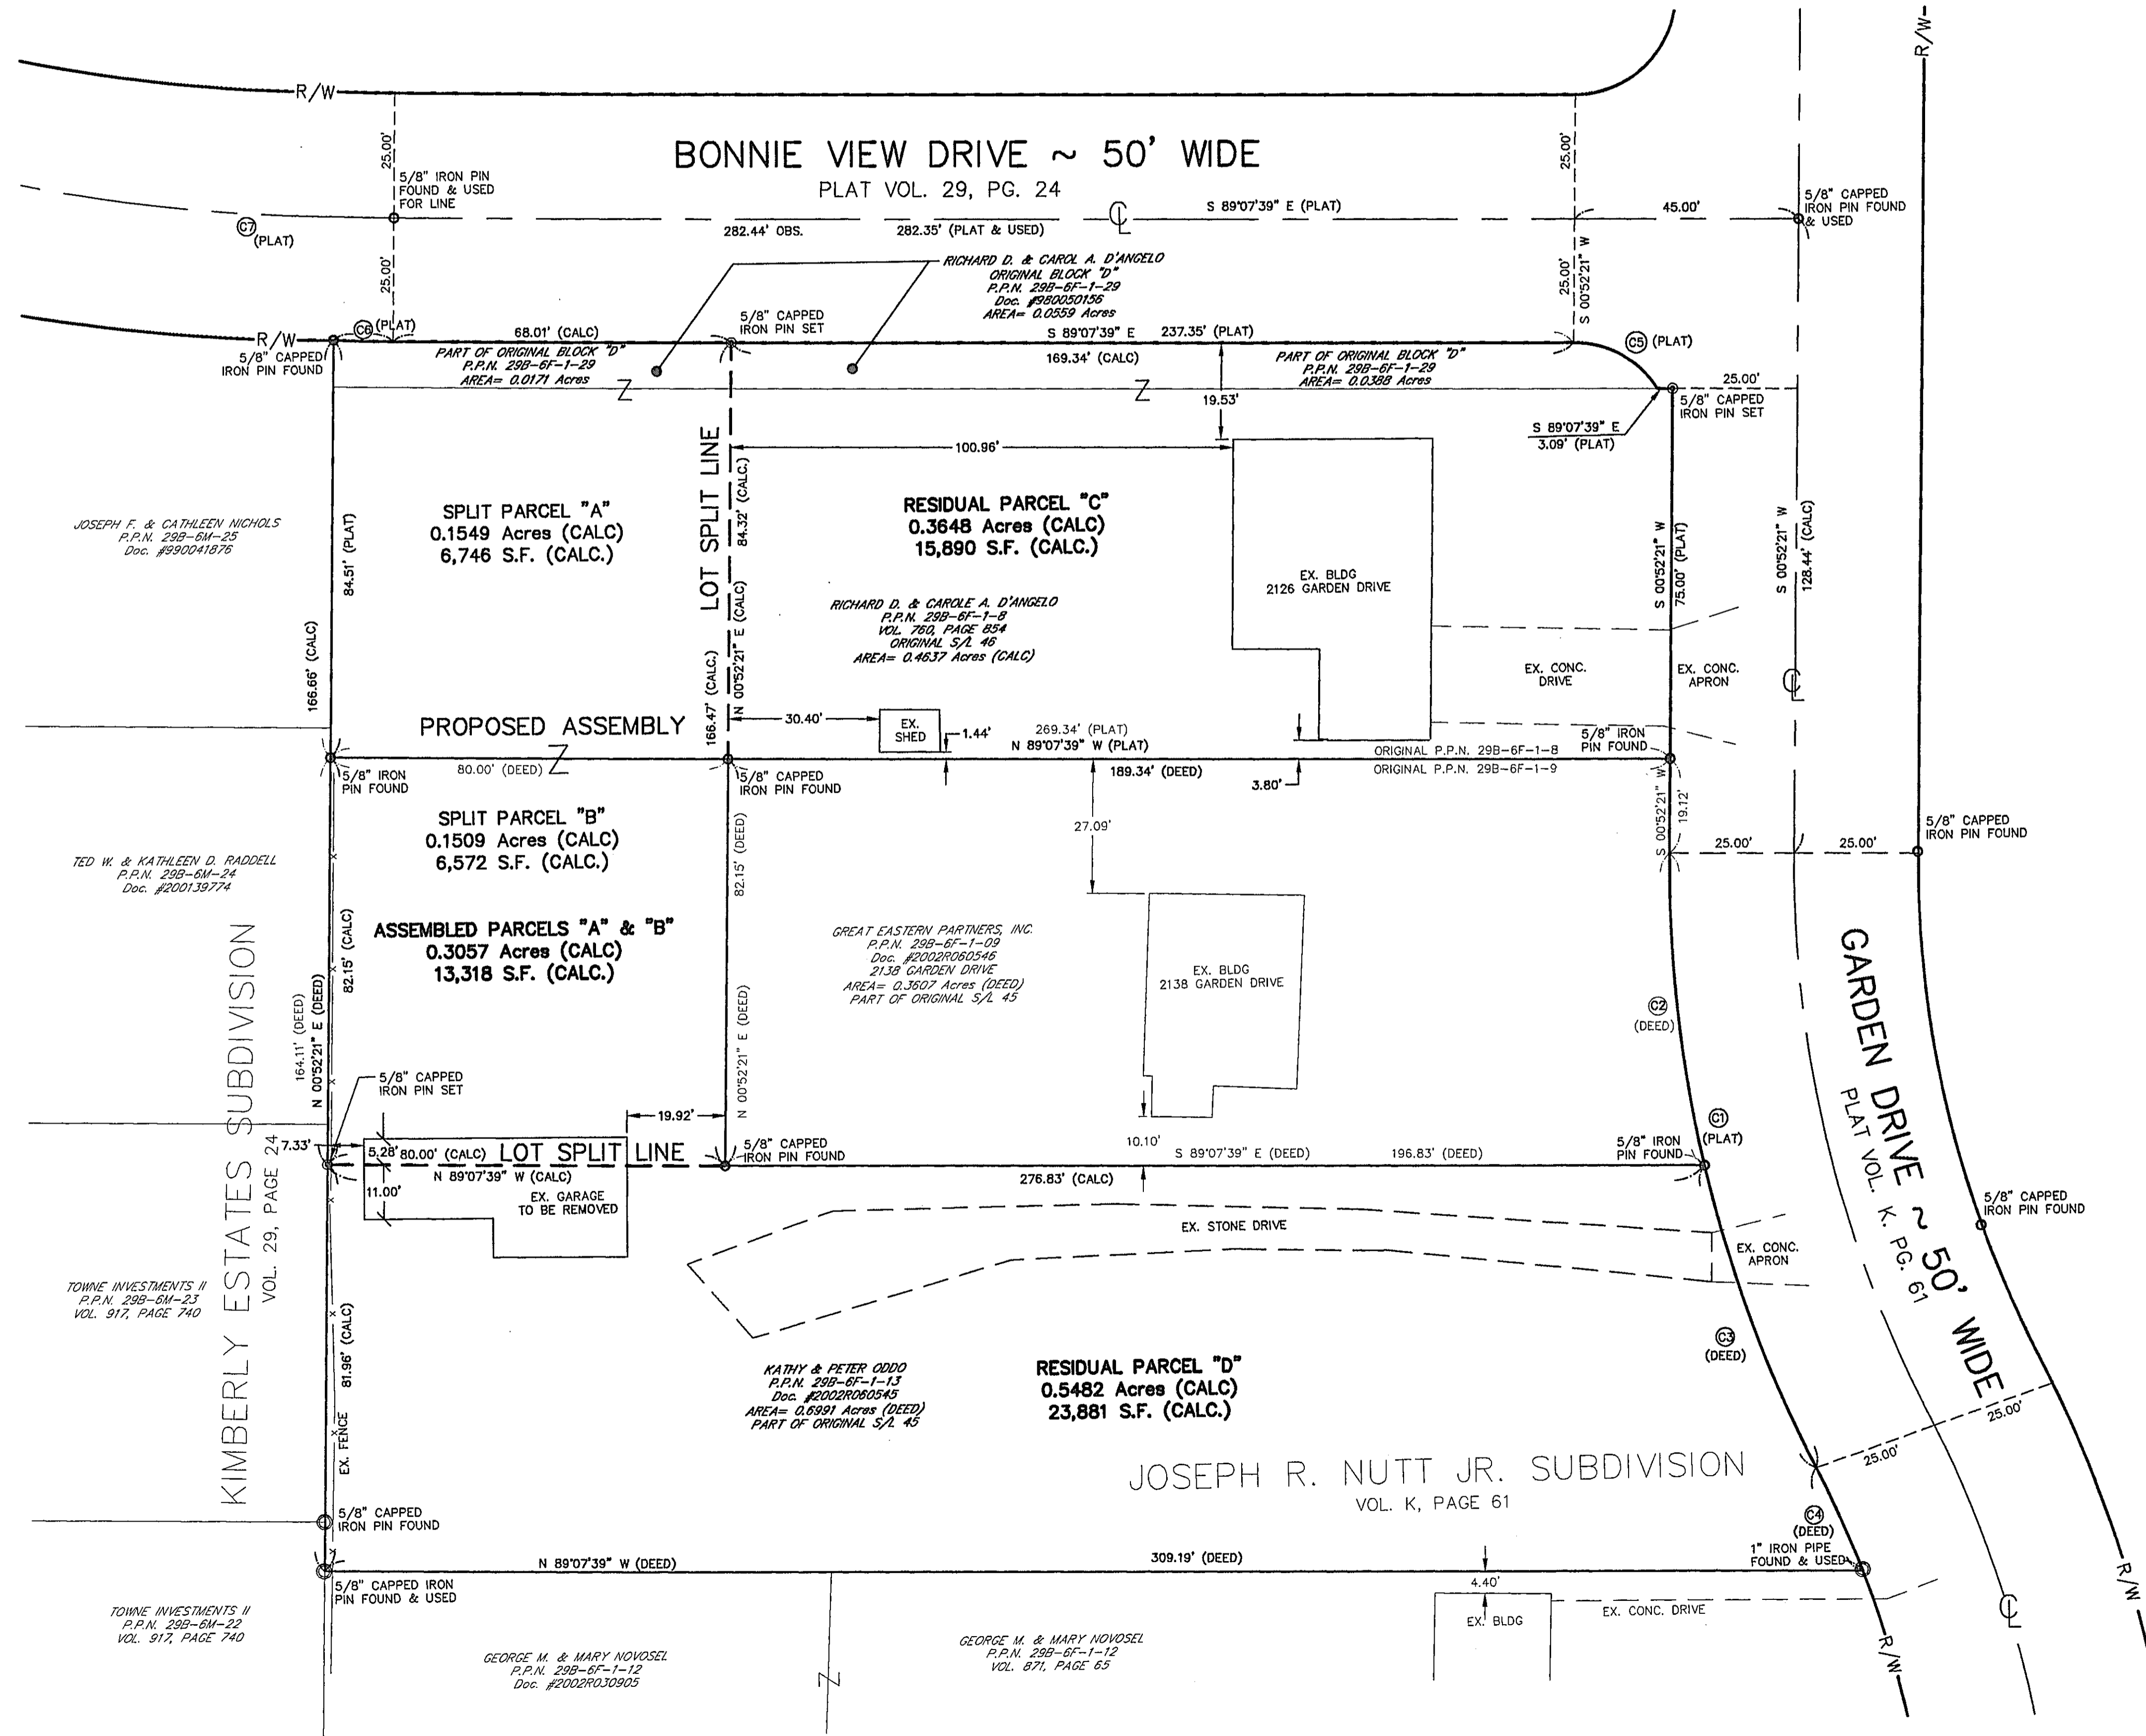 R/W
R/W
BONNIE VIEW DRIVE ~ 50' WIDE
PLAT VOL. 29, PG. 24
25.00'
5/8" IRON PIN
FOUND & USED
FOR LINE
25.00'
25.00'
C7
(PLAT)
282.44' OBS.
282.35' (PLAT & USED)
S 89°07'39" E (PLAT)
45.00'
5/8" CAPPED
IRON PIN FOUND
& USED
25.00'
S 00°52'21" W
RICHARD D. & CAROL A. D'ANGELO
ORIGINAL BLOCK "D"
P.P.N. 29B-6F-1-29
Doc. #980050156
AREA= 0.0559 Acres
R/W
5/8" CAPPED
IRON PIN FOUND
C6 (PLAT)
68.01' (CALC)
5/8" CAPPED
IRON PIN SET
S 89°07'39" E 237.35' (PLAT)
169.34' (CALC)
C5 (PLAT)
PART OF ORIGINAL BLOCK "D"
P.P.N. 29B-6F-1-29
AREA= 0.0171 Acres
PART OF ORIGINAL BLOCK "D"
P.P.N. 29B-6F-1-29
AREA= 0.0388 Acres
25.00'
5/8" CAPPED
IRON PIN SET
S 89°07'39" E
3.09' (PLAT)
19.53'
100.96'
LOT SPLIT LINE
84.32' (CALC.)
N 00°52'21" E (CALC)
166.47' (CALC.)
SPLIT PARCEL "A"
0.1549 Acres (CALC)
6,746 S.F. (CALC.)
RESIDUAL PARCEL "C"
0.3648 Acres (CALC)
15,890 S.F. (CALC.)
JOSEPH F. & CATHLEEN NICHOLS
P.P.N. 29B-6M-25
Doc. #990041876
84.51' (PLAT)
166.66' (CALC)
RICHARD D. & CAROLE A. D'ANGELO
P.P.N. 29B-6F-1-8
VOL. 760, PAGE 854
ORIGINAL S/L 46
AREA= 0.4637 Acres (CALC)
EX. BLDG
2126 GARDEN DRIVE
S 00°52'21" W
75.00' (PLAT)
S 00°52'21" W
128.44' (CALC)
EX. CONC.
DRIVE
EX. CONC.
APRON
PROPOSED ASSEMBLY
30.40'
EX.
SHED
1.44'
269.34' (PLAT)
N 89°07'39" W (PLAT)
ORIGINAL P.P.N. 29B-6F-1-8
5/8" IRON
PIN FOUND
5/8" IRON
PIN FOUND
80.00' (DEED)
5/8" CAPPED
IRON PIN FOUND
189.34' (DEED)
3.80'
ORIGINAL P.P.N. 29B-6F-1-9
S 00°52'21" W
19.12'
SPLIT PARCEL "B"
0.1509 Acres (CALC)
6,572 S.F. (CALC.)
82.15' (DEED)
27.09'
25.00'
25.00'
5/8" CAPPED
IRON PIN FOUND
TED W. & KATHLEEN D. RADDELL
P.P.N. 29B-6M-24
Doc. #200139774
ASSEMBLED PARCELS "A" & "B"
0.3057 Acres (CALC)
13,318 S.F. (CALC.)
82.15' (CALC)
GREAT EASTERN PARTNERS, INC.
P.P.N. 29B-6F-1-09
Doc. #2002R060546
2138 GARDEN DRIVE
AREA= 0.3607 Acres (DEED)
PART OF ORIGINAL S/L 45
EX. BLDG
2138 GARDEN DRIVE
GARDEN DRIVE ~ 50' WIDE
PLAT VOL. K. PG. 61
C2
(DEED)
164.11' (DEED)
N 00°52'21" E (DEED)
N 00°52'21" E (DEED)
KIMBERLY ESTATES SUBDIVISION
VOL. 29, PAGE 24
5/8" CAPPED
IRON PIN SET
19.92'
7.33'
5.28'
80.00' (CALC)
LOT SPLIT LINE
N 89°07'39" W (CALC)
11.00'
EX. GARAGE
TO BE REMOVED
5/8" CAPPED
IRON PIN FOUND
10.10'
S 89°07'39" E (DEED)
196.83' (DEED)
276.83' (CALC)
5/8" IRON
PIN FOUND
C1
(PLAT)
5/8" CAPPED
IRON PIN FOUND
EX. STONE DRIVE
EX. CONC.
APRON
TOWNE INVESTMENTS II
P.P.N. 29B-6M-23
VOL. 917, PAGE 740
81.96' (CALC)
EX. FENCE
C3
(DEED)
KATHY & PETER ODDO
P.P.N. 29B-6F-1-13
Doc. #2002R060545
AREA= 0.6991 Acres (DEED)
PART OF ORIGINAL S/L 45
RESIDUAL PARCEL "D"
0.5482 Acres (CALC)
23,881 S.F. (CALC.)
25.00'
25.00'
JOSEPH R. NUTT JR. SUBDIVISION
VOL. K, PAGE 61
5/8" CAPPED
IRON PIN FOUND
C4
(DEED)
1" IRON PIPE
FOUND & USED
N 89°07'39" W (DEED)
309.19' (DEED)
5/8" CAPPED IRON
PIN FOUND & USED
4.40'
EX. BLDG
EX. CONC. DRIVE
R/W
R/W
TOWNE INVESTMENTS II
P.P.N. 29B-6M-22
VOL. 917, PAGE 740
GEORGE M. & MARY NOVOSEL
P.P.N. 29B-6F-1-12
Doc. #2002R030905
GEORGE M. & MARY NOVOSEL
P.P.N. 29B-6F-1-12
VOL. 871, PAGE 65